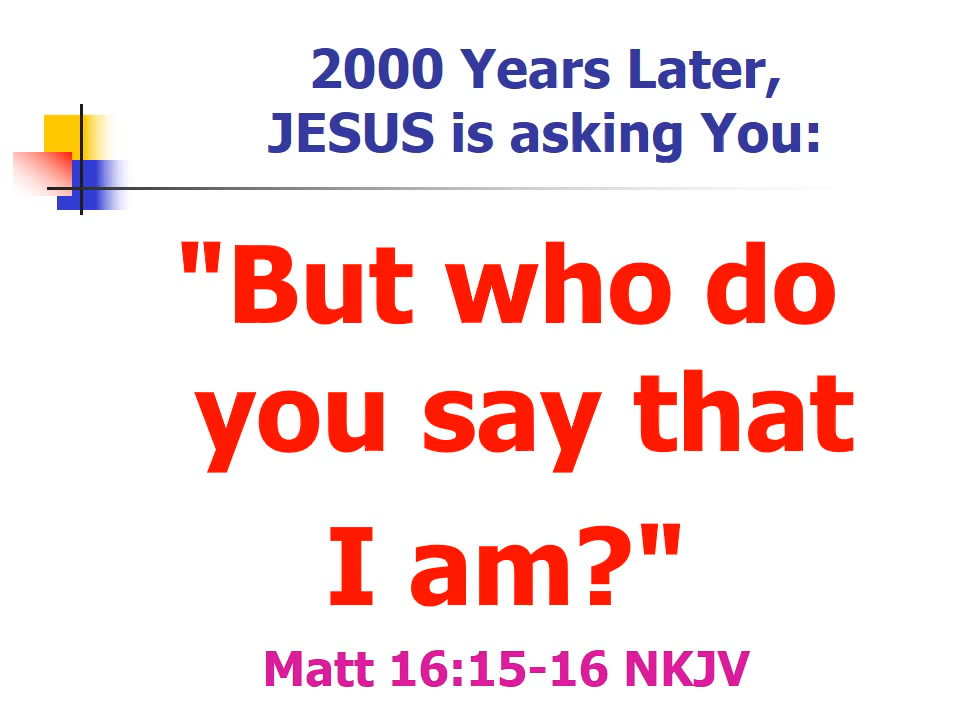 2000 Years Later,
JESUS is asking You:
"But who do
you say that
I am?"
Matt 16:15-16 NKJV